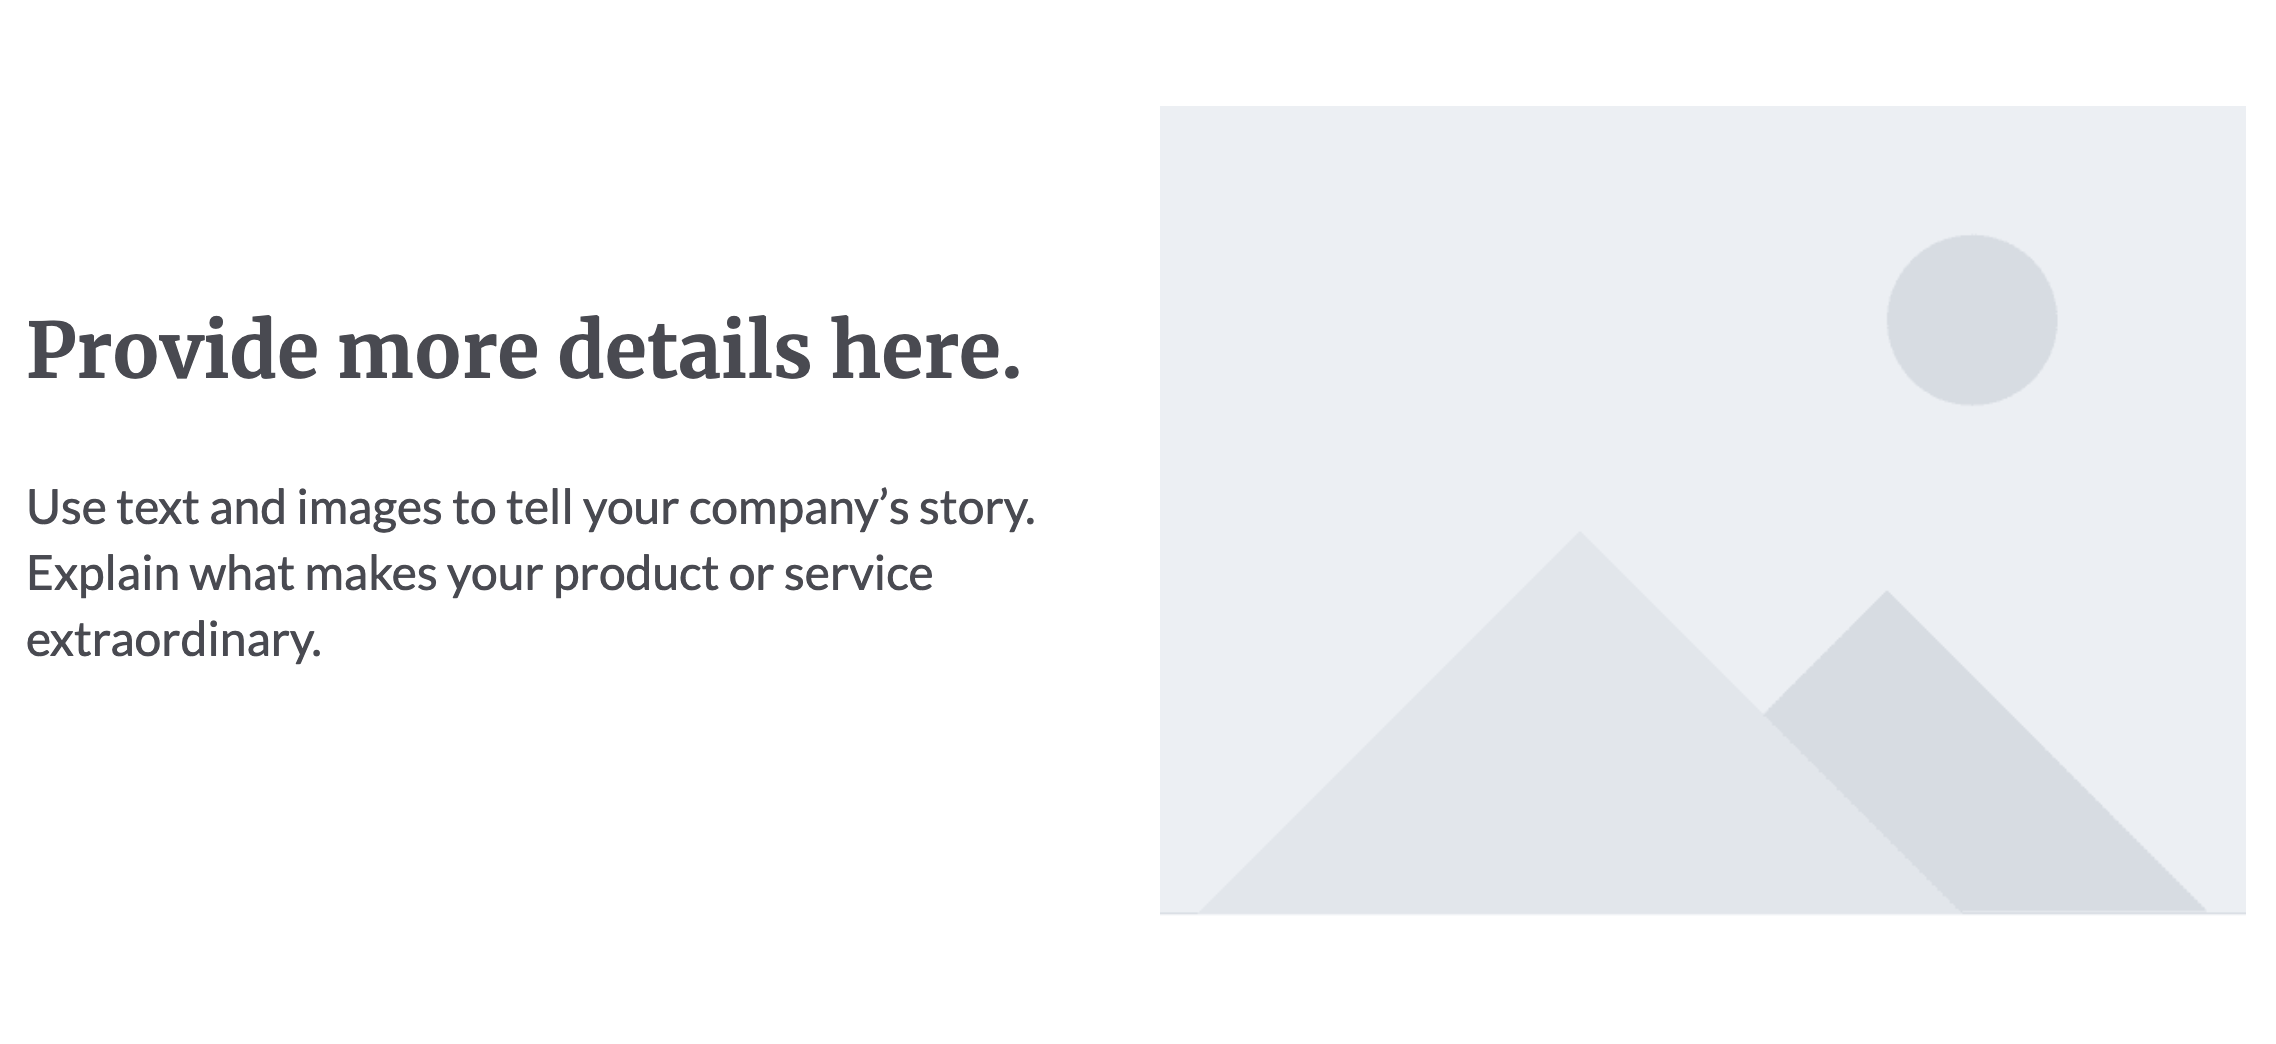 Provide more details here.
Use text and images to tell your company’s story.
Explain what makes your product or service
extraordinary.